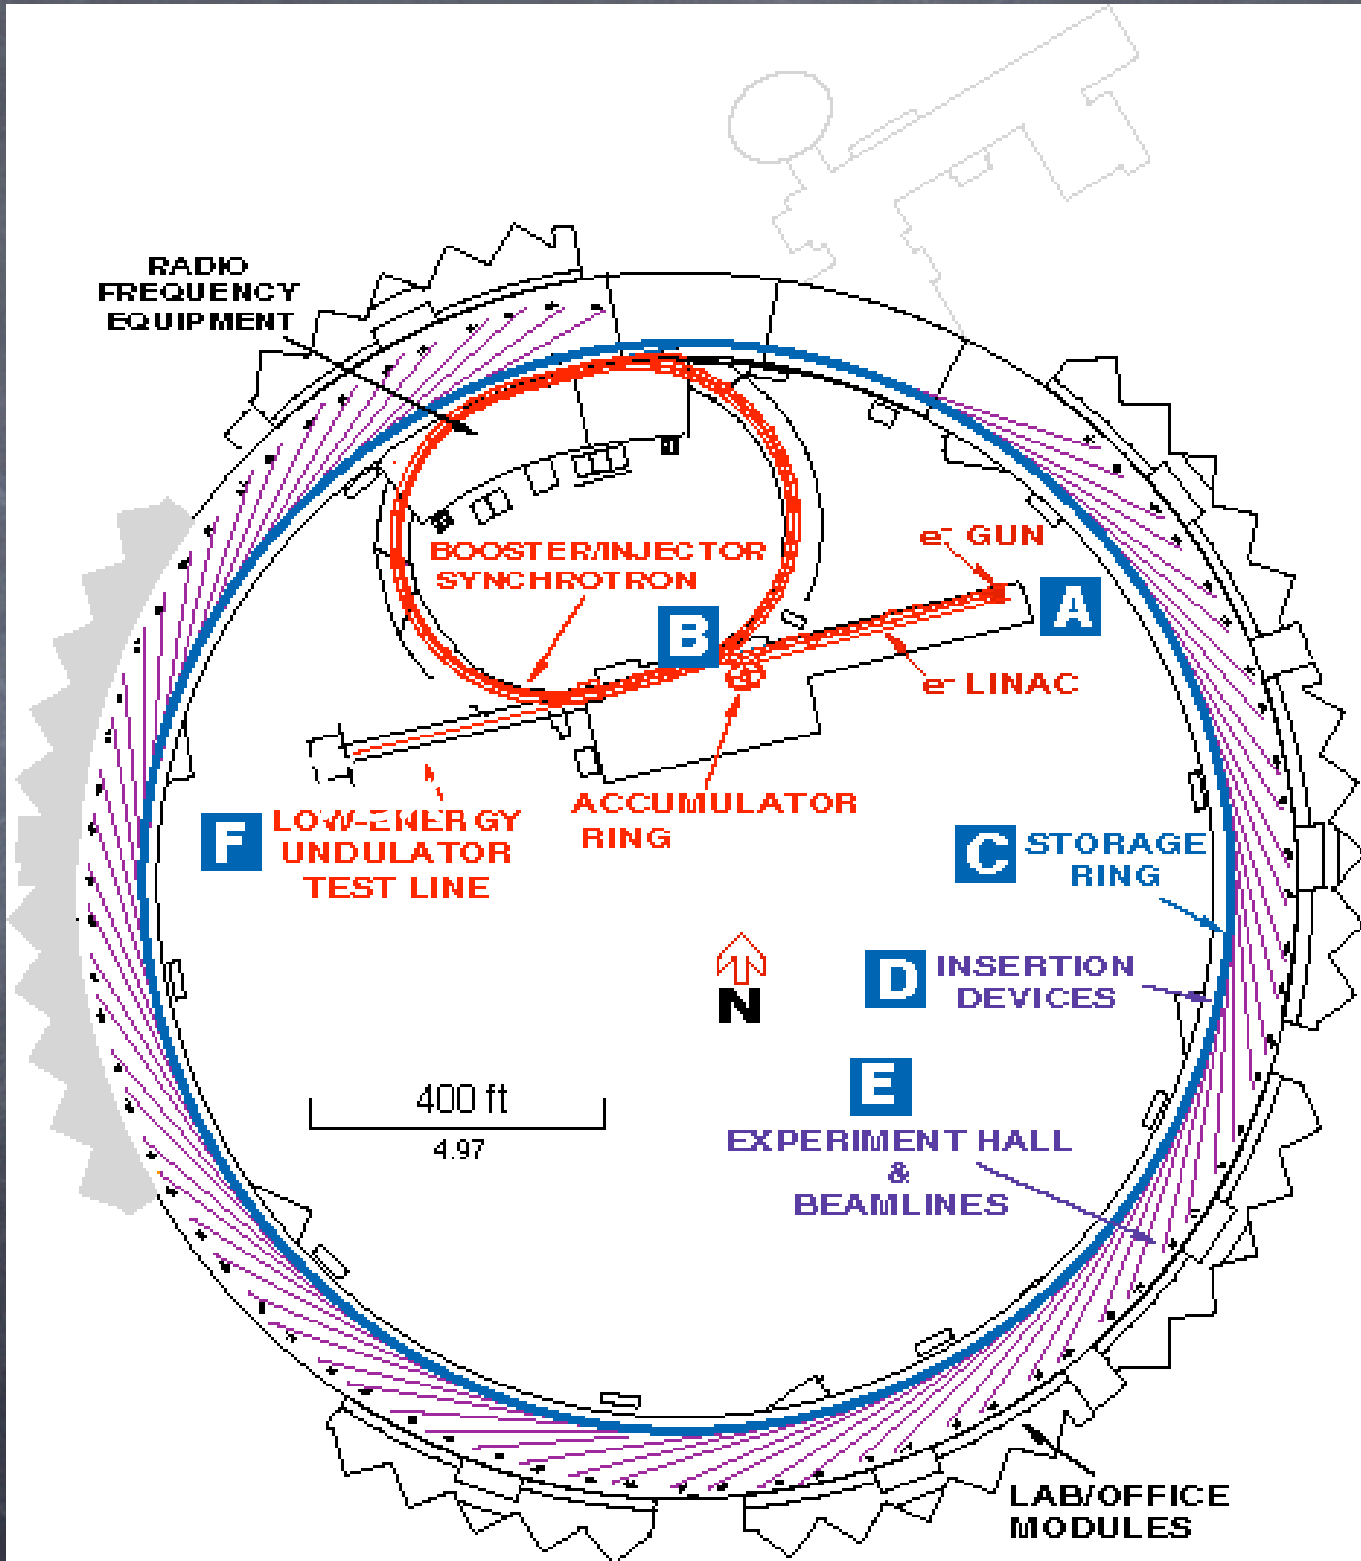 RADIO
FREQUENCY
EQUIPMENT
BOOSTER/INJECTOR
SYNCHROTRON
e- GUN
A
B
e- LINAC
ACCUMULATOR
RING
F
LOW-ENERGY
UNDULATOR
TEST LINE
C
STORAGE
RING
D
INSERTION
DEVICES
N
E
EXPERIMENT HALL
&
BEAMLINES
400 ft
4.97
LAB/OFFICE
MODULES